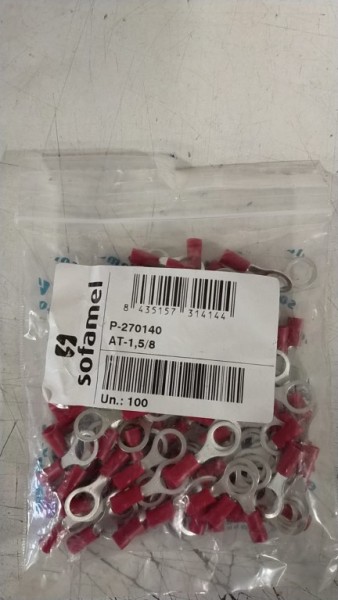 sofamel
8 435157 314144
P-270140
AT-1,5/8
Un.: 100